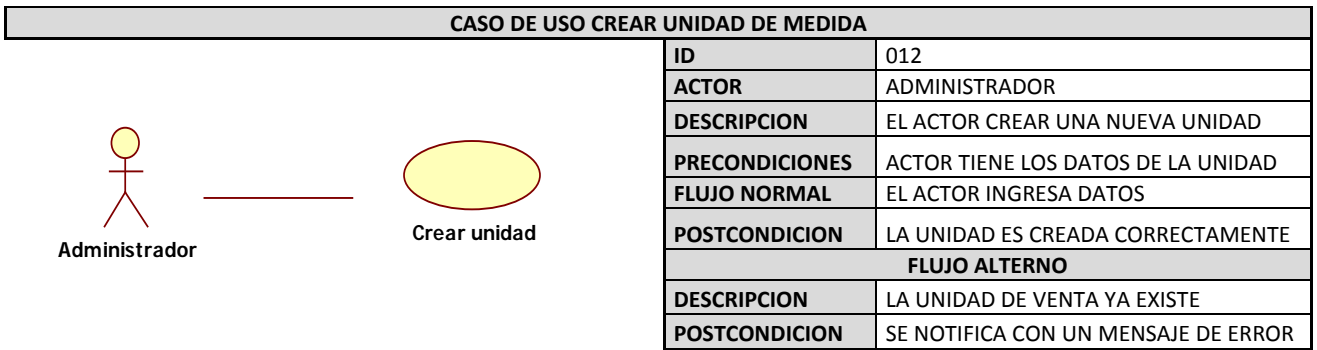 CASO DE USO CREAR UNIDAD DE MEDIDA
ID 012
ACTOR ADMINISTRADOR
DESCRIPCION EL ACTOR CREAR UNA NUEVA UNIDAD
PRECONDICIONES ACTOR TIENE LOS DATOS DE LA UNIDAD
FLUJO NORMAL EL ACTOR INGRESA DATOS
POSTCONDICION LA UNIDAD ES CREADA CORRECTAMENTE
FLUJO ALTERNO
DESCRIPCION LA UNIDAD DE VENTA YA EXISTE
POSTCONDICION SE NOTIFICA CON UN MENSAJE DE ERROR
Administrador
Crear unidad